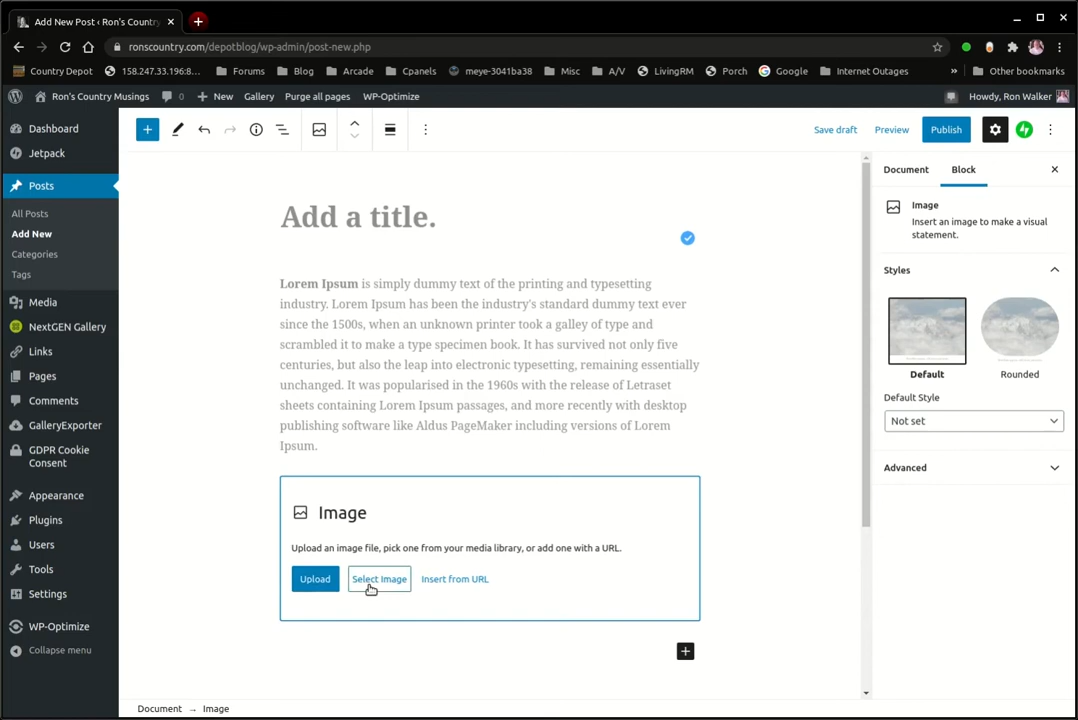 Add New Post ‹ Ron's Country
ronscountry.com/depotblog/wp-admin/post-new.php
Country Depot 158.247.33.196:8... Forums Blog Arcade Cpanels meye-3041ba38 Misc A/V LivingRM Porch Google Internet Outages » Other bookmarks
Ron's Country Musings 0 New Gallery Purge all pages WP-Optimize Howdy, Ron Walker
Dashboard
Jetpack
Posts
All Posts
Add New
Categories
Tags
Media
NextGEN Gallery
Links
Pages
Comments
GalleryExporter
GDPR Cookie
Consent
Appearance
Plugins
Users
Tools
Settings
WP-Optimize
Collapse menu
Save draft Preview Publish
Add a title.
Lorem Ipsum is simply dummy text of the printing and typesetting
industry. Lorem Ipsum has been the industry's standard dummy text ever
since the 1500s, when an unknown printer took a galley of type and
scrambled it to make a type specimen book. It has survived not only five
centuries, but also the leap into electronic typesetting, remaining essentially
unchanged. It was popularised in the 1960s with the release of Letraset
sheets containing Lorem Ipsum passages, and more recently with desktop
publishing software like Aldus PageMaker including versions of Lorem
Ipsum.
Image
Upload an image file, pick one from your media library, or add one with a URL.
Upload Select Image Insert from URL
Document Block
Image
Insert an image to make a visual
statement.
Styles
Default Rounded
Default Style
Not set
Advanced
Document → Image